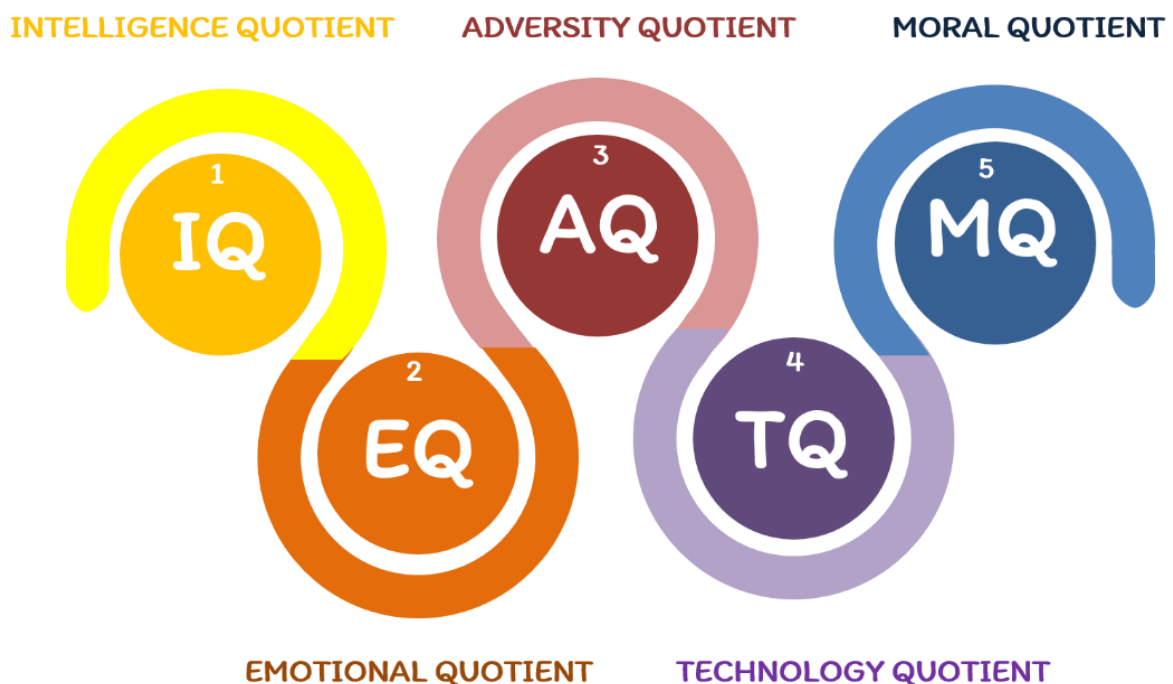 INTELLIGENCE QUOTIENT
ADVERSITY QUOTIENT
MORAL QUOTIENT
1
IQ
3
AQ
5
MQ
2
EQ
4
TQ
EMOTIONAL QUOTIENT
TECHNOLOGY QUOTIENT